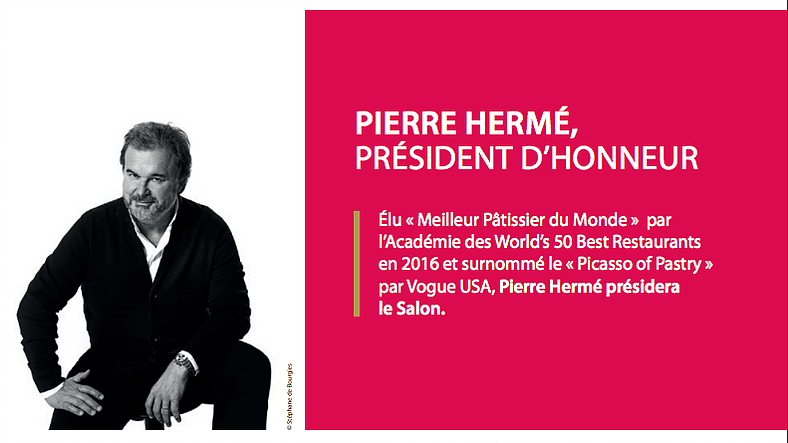 PIERRE HERMÉ,
PRÉSIDENT D’HONNEUR
Élu « Meilleur Pâtissier du Monde » par
l’Académie des World’s 50 Best Restaurants
en 2016 et surnommé le « Picasso of Pastry »
par Vogue USA, Pierre Hermé présidera
le Salon.
© Stéphane de Bourgies